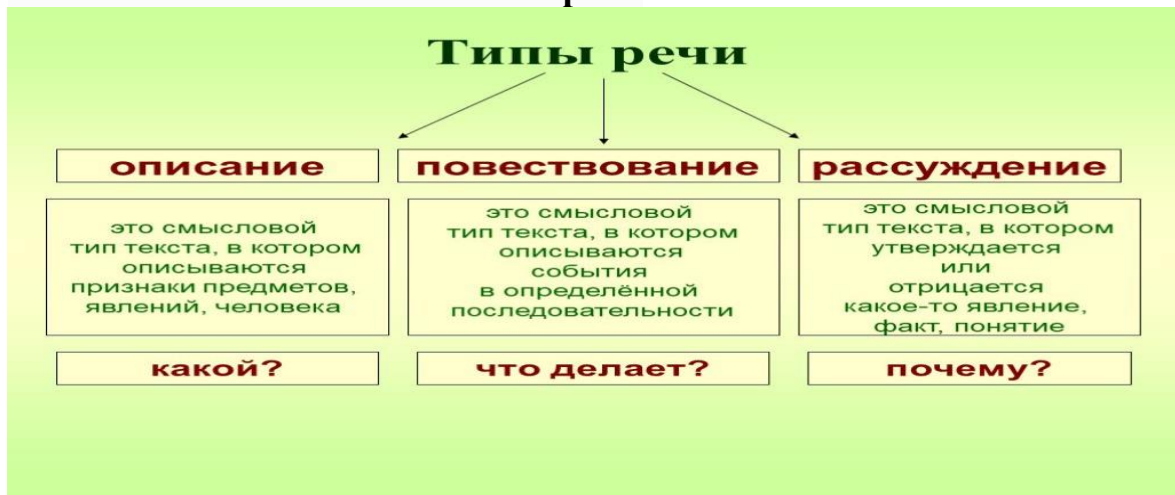 Типы речи
описание
повествование
рассуждение
это смысловой
тип текста, в котором
описываются
признаки предметов,
явлений, человека
это смысловой
тип текста, в котором
описываются
события
в определённой
последовательности
это смысловой
тип текста, в котором
утверждается
или
отрицается
какое-то явление,
факт, понятие
какой?
что делает?
почему?